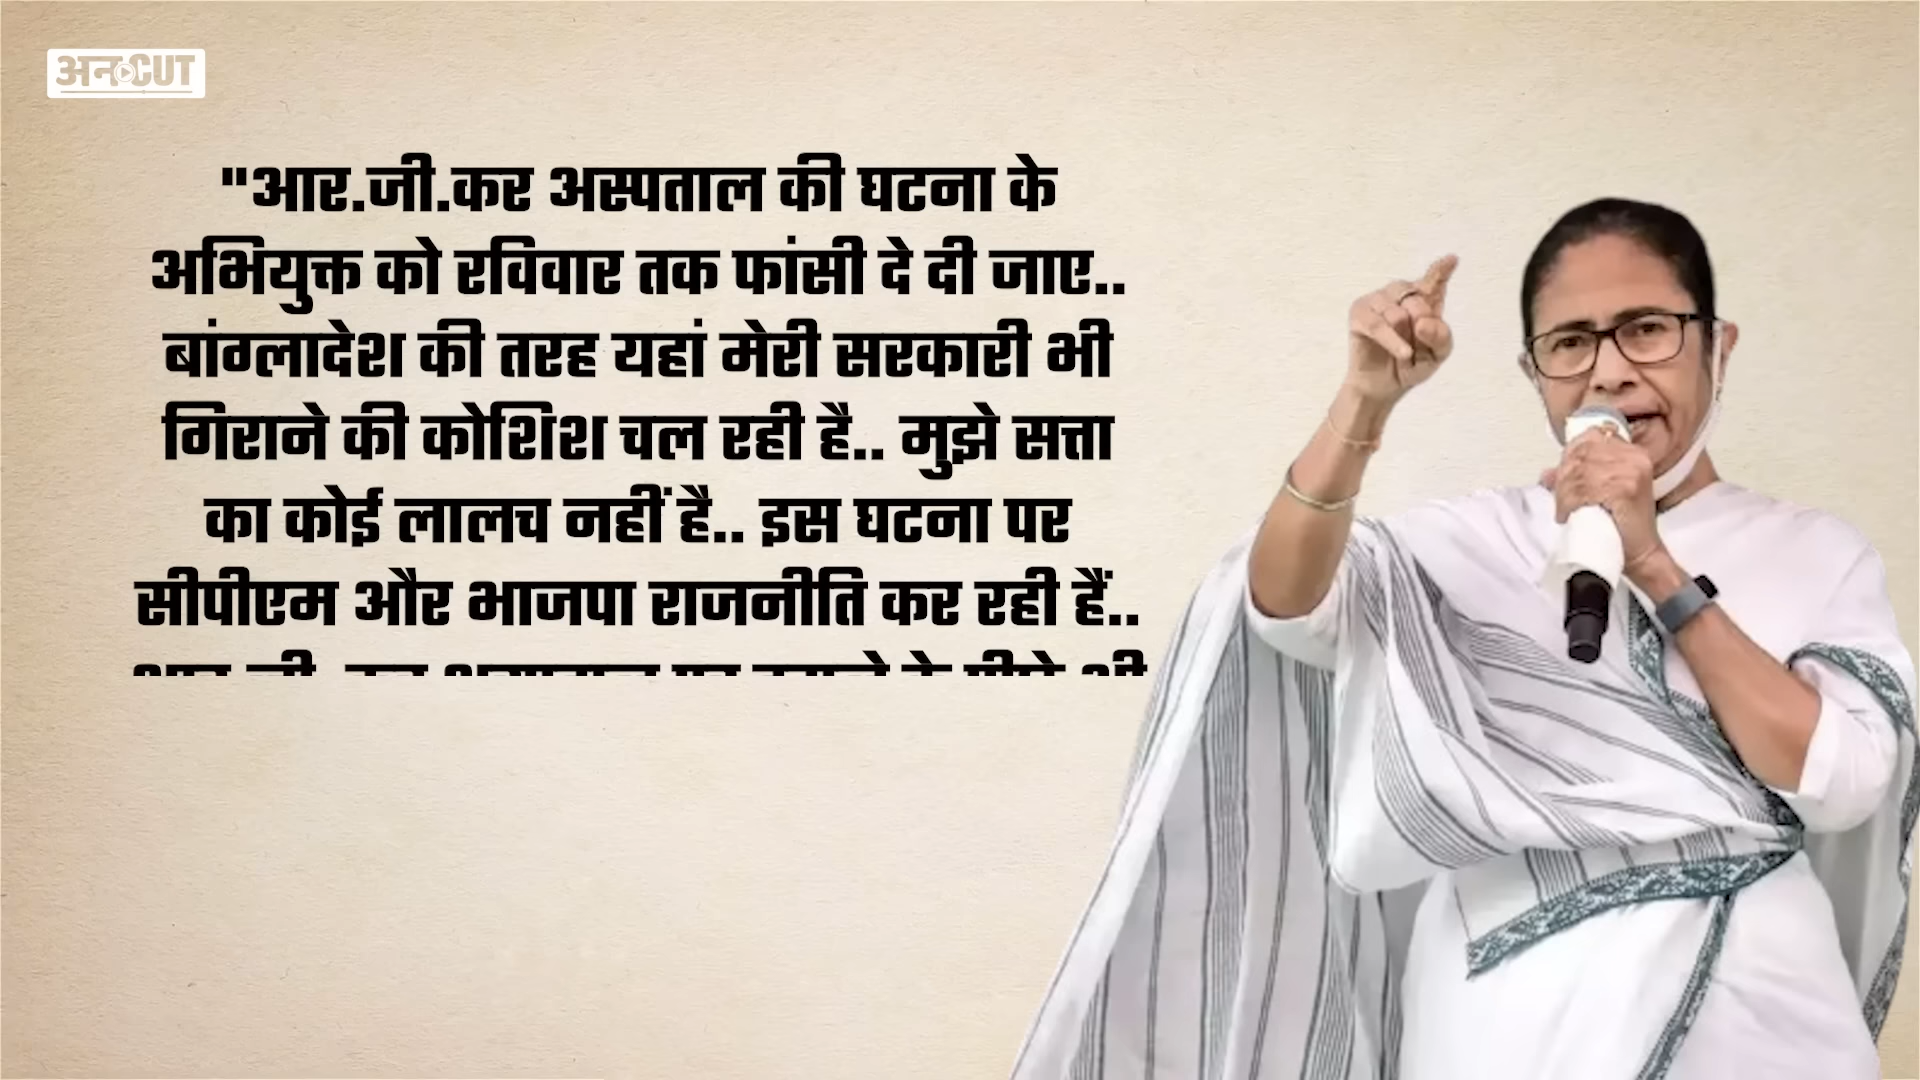 अनCUT
"आर.जी.कर अस्पताल की घटना के
अभियुक्त को रविवार तक फांसी दे दी जाए..
बांग्लादेश की तरह यहां मेरी सरकारी भी
गिराने की कोशिश चल रही है.. मुझे सत्ता
का कोई लालच नहीं है.. इस घटना पर
सीपीएम और भाजपा राजनीति कर रही हैं..